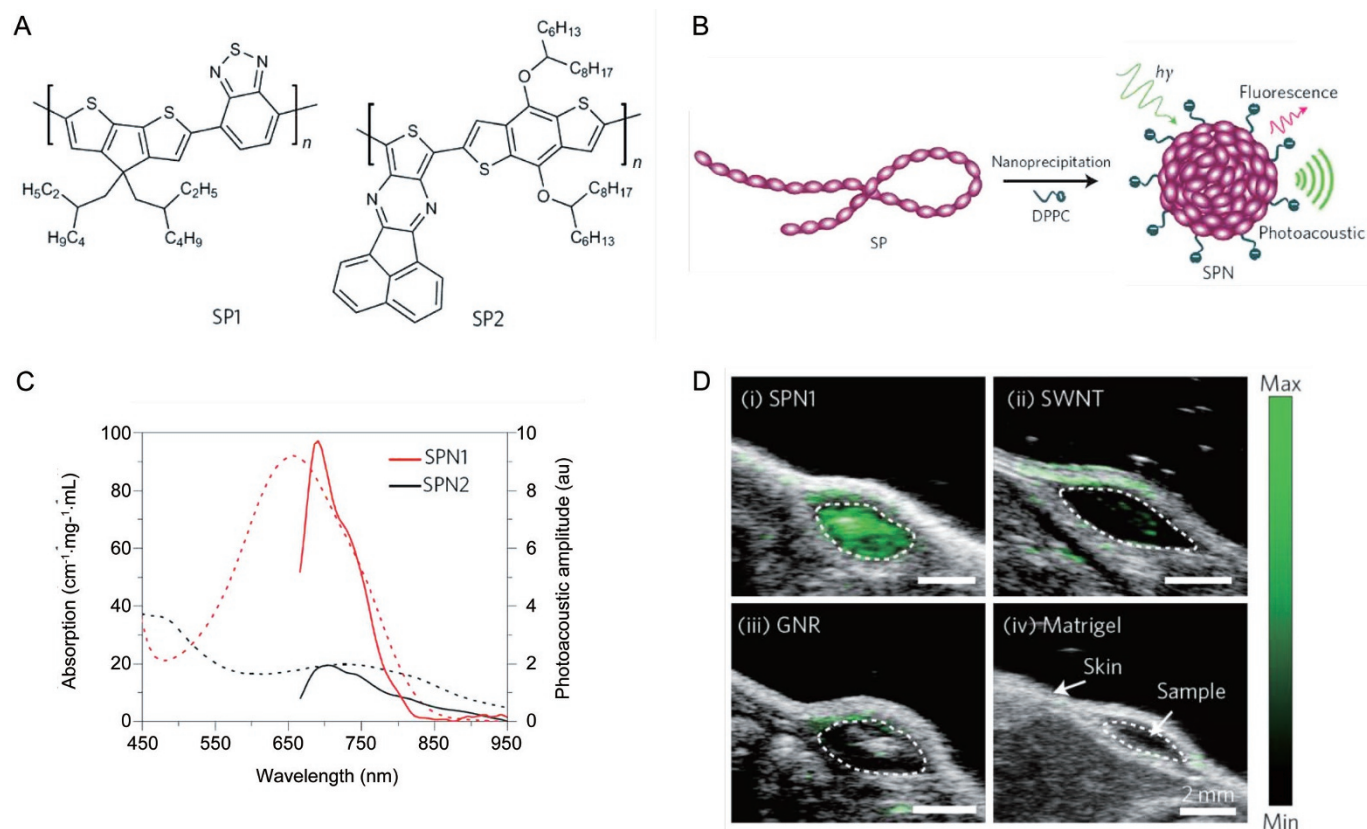 A
S
N
N
S
S
n
H5C2
C2H5
H9C4
C4H9
SP1
C6H13
C8H17
O
S
S
S
n
N
N
O
C8H17
C6H13
SP2
B
hγ
Fluorescence
Nanoprecipitation
DPPC
SP
Photoacoustic
SPN
C
SPN1
SPN2
Absorption (cm⁻¹·mg⁻¹·mL)
100
80
60
40
20
0
Photoacoustic amplitude (au)
10
8
6
4
2
0
450 550 650 750 850 950
Wavelength (nm)
D
(i) SPN1
(ii) SWNT
(iii) GNR
(iv) Matrigel
Skin
Sample
2 mm
Max
Min